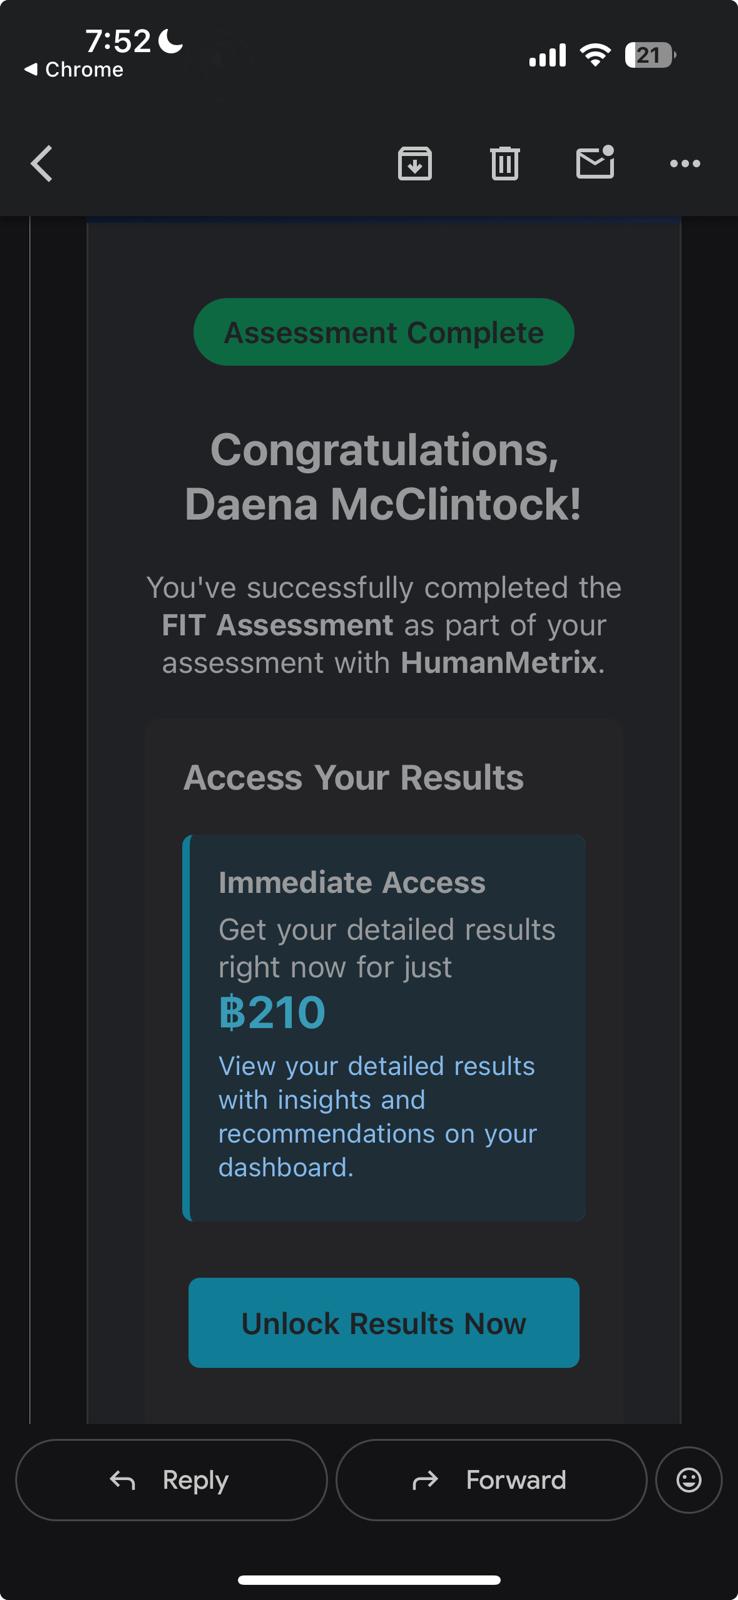 7:52
Chrome
21
Assessment Complete
Congratulations,
Daena McClintock!
You've successfully completed the
FIT Assessment as part of your
assessment with HumanMetrix.
Access Your Results
Immediate Access
Get your detailed results
right now for just
฿210
View your detailed results
with insights and
recommendations on your
dashboard.
Unlock Results Now
Reply
Forward